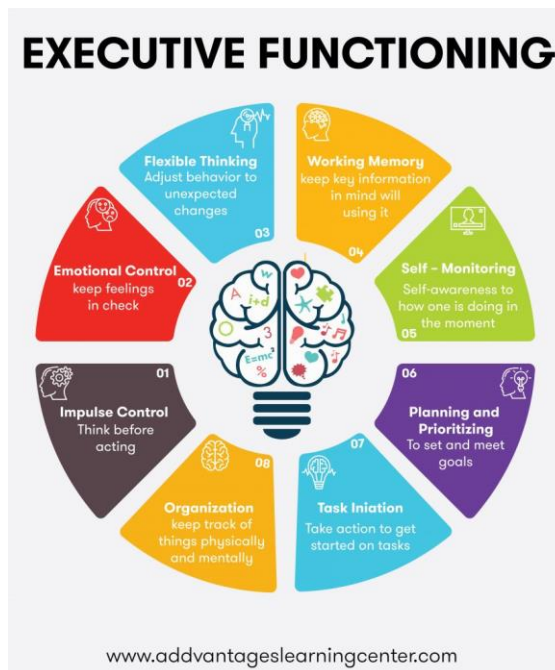 EXECUTIVE FUNCTIONING
01
Impulse Control
Think before
acting
02
Emotional Control
keep feelings
in check
03
Flexible Thinking
Adjust behavior to
unexpected
changes
04
Working Memory
keep key information
in mind will
using it
05
Self - Monitoring
Self-awareness to
how one is doing in
the moment
06
Planning and
Prioritizing
To set and meet
goals
07
Task Iniation
Take action to get
started on tasks
08
Organization
keep track of
things physically
and mentally
W
A
i+d
3
E=mc²
%
www.addvantageslearningcenter.com